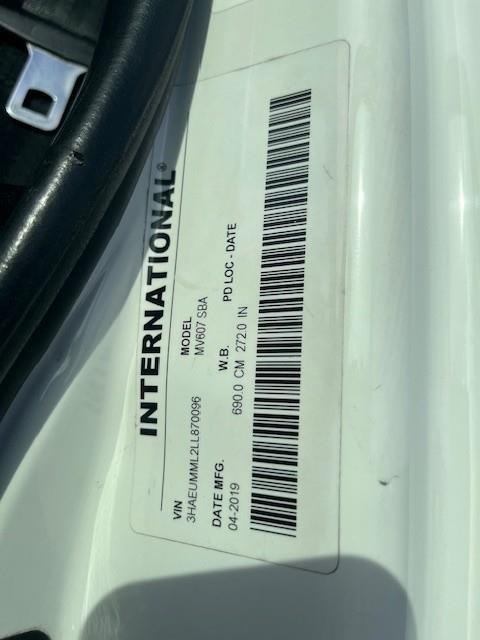 INTERNATIONAL®
VIN MODEL
3HAEUMML2LL870096 MV607 SBA
DATE MFG. W.B. PD LOC - DATE
04-2019 690.0 CM 272.0 IN